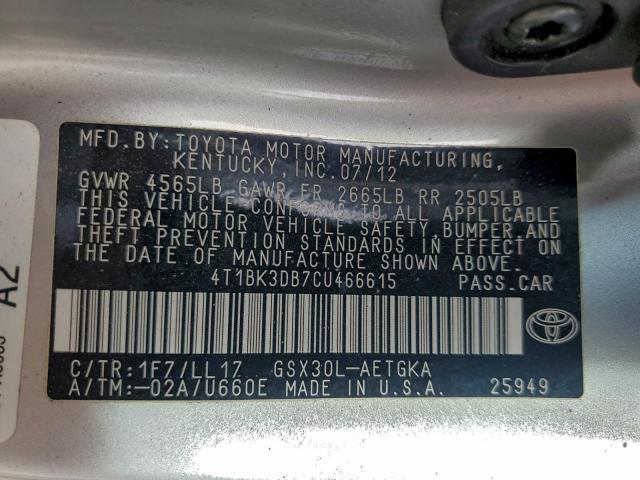 MFD.BY:TOYOTA MOTOR MANUFACTURING,
KENTUCKY, INC.07/12
GVWR 4565LB GAWR FR 2665LB RR 2505LB
THIS VEHICLE CONFORMS TO ALL APPLICABLE
FEDERAL MOTOR VEHICLE SAFETY, BUMPER,AND
THEFT PREVENTION STANDARDS IN EFFECT ON
THE DATE OF MANUFACTURE SHOWN ABOVE.
4T1BK3DB7CU466615 PASS.CAR
C/TR:1F7/LL17 GSX30L-AETGKA
A/TM:-02A/U660E MADE IN U.S.A. 25949
A2